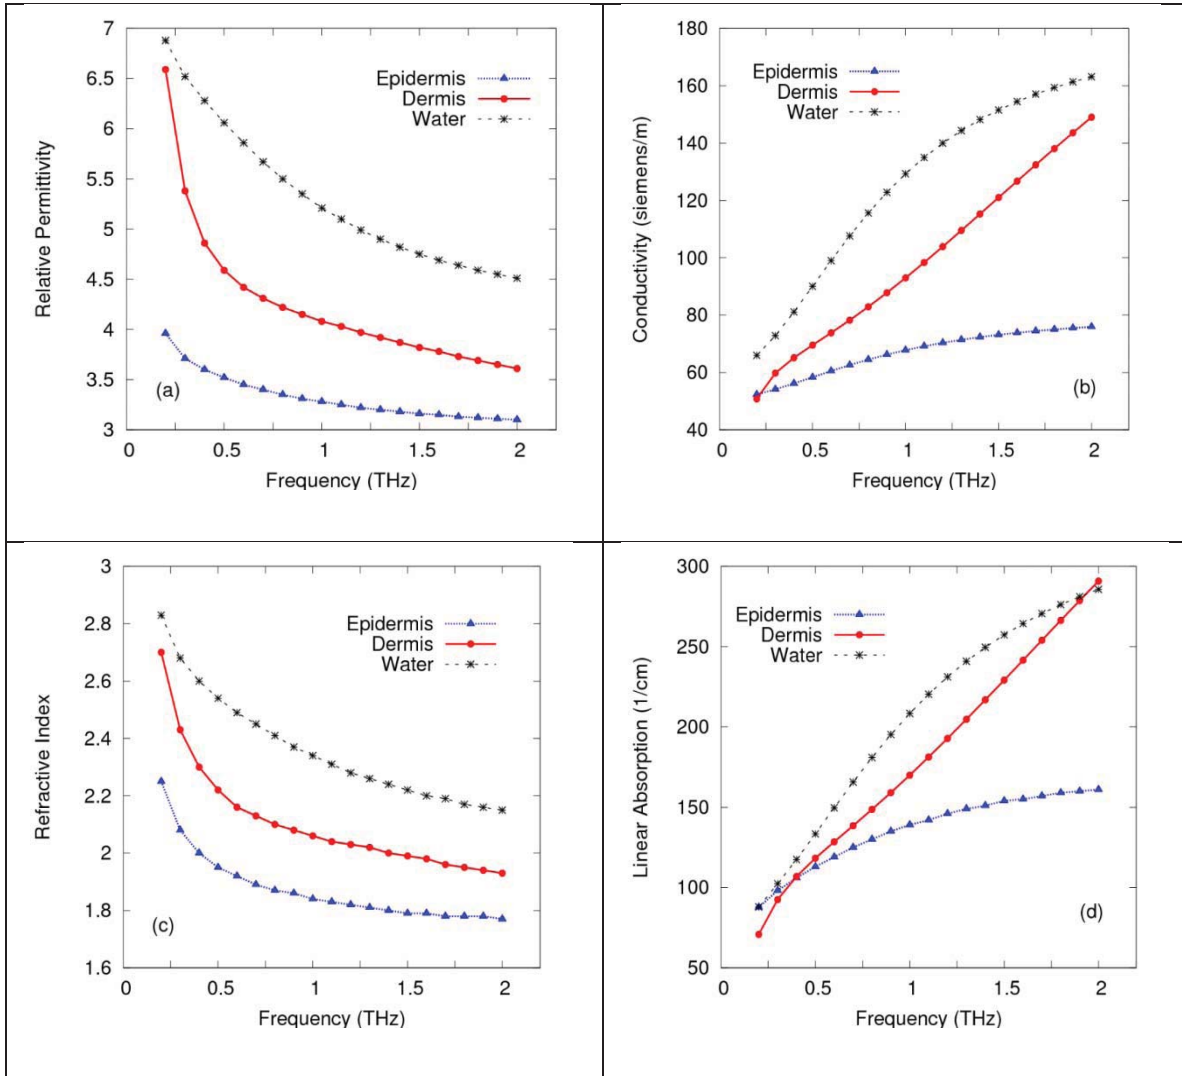 7
6.5
6
5.5
5
4.5
4
3.5
3
Relative Permittivity
Epidermis
Dermis
Water
(a)
0 0.5 1 1.5 2
Frequency (THz)
180
160
140
120
100
80
60
40
Conductivity (siemens/m)
Epidermis
Dermis
Water
(b)
0 0.5 1 1.5 2
Frequency (THz)
3
2.8
2.6
2.4
2.2
2
1.8
1.6
Refractive Index
Epidermis
Dermis
Water
(c)
0 0.5 1 1.5 2
Frequency (THz)
300
250
200
150
100
50
Linear Absorption (1/cm)
Epidermis
Dermis
Water
(d)
0 0.5 1 1.5 2
Frequency (THz)